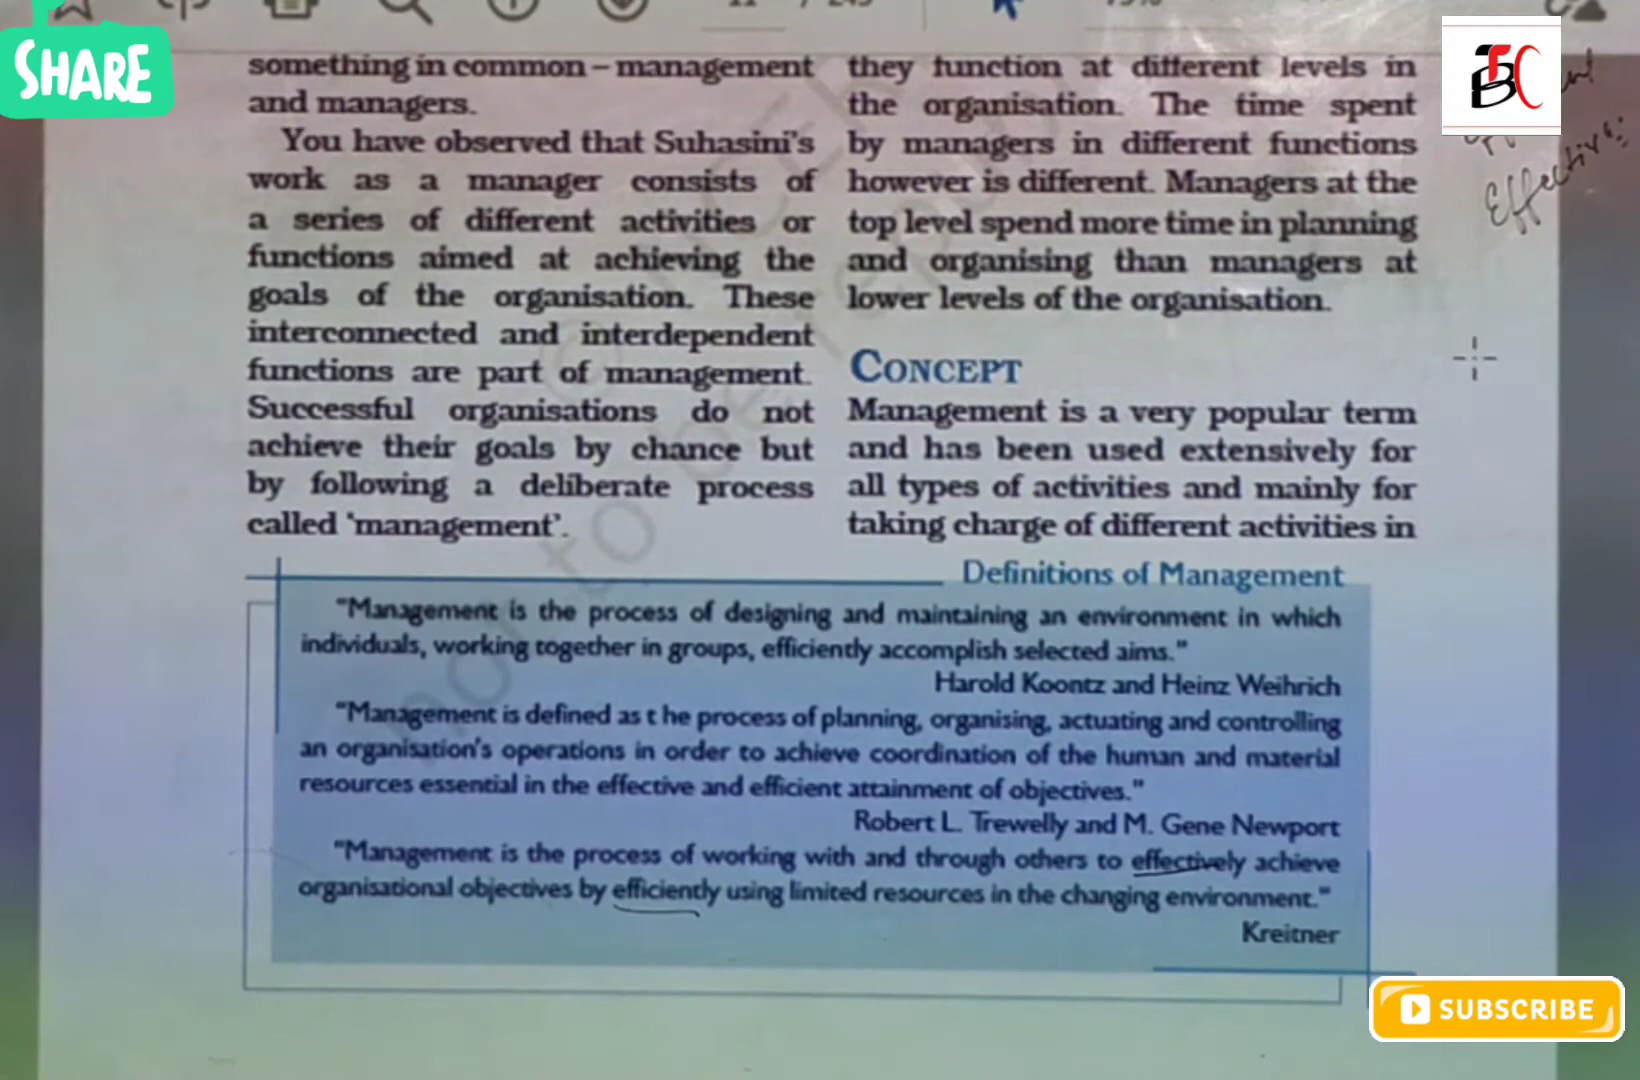 SHARE
something in common – management
and managers.
You have observed that Suhasini's
work as a manager consists of
a series of different activities or
functions aimed at achieving the
goals of the organisation. These
interconnected and interdependent
functions are part of management.
Successful organisations do not
achieve their goals by chance but
by following a deliberate process
called 'management'.
they function at different levels in
the organisation. The time spent
by managers in different functions
however is different. Managers at the
top level spend more time in planning
and organising than managers at
lower levels of the organisation.
CONCEPT
Management is a very popular term
and has been used extensively for
all types of activities and mainly for
taking charge of different activities in
Definitions of Management
"Management is the process of designing and maintaining an environment in which
individuals, working together in groups, efficiently accomplish selected aims."
Harold Koontz and Heinz Weihrich
"Management is defined as t he process of planning, organising, actuating and controlling
an organisation's operations in order to achieve coordination of the human and material
resources essential in the effective and efficient attainment of objectives."
Robert L. Trewelly and M. Gene Newport
"Management is the process of working with and through others to effectively achieve
organisational objectives by efficiently using limited resources in the changing environment."
Kreitner
not to be
SUBSCRIBE